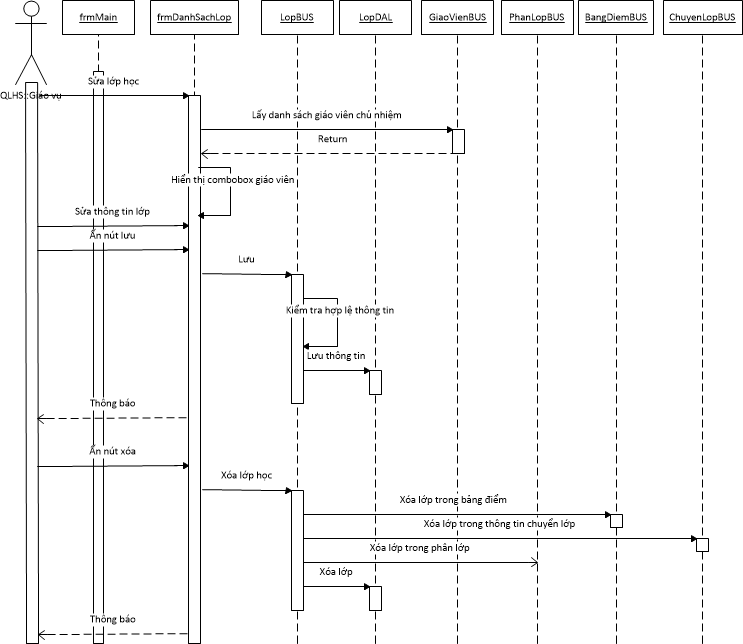 frmMain
frmDanhSachLop
LopBUS
LopDAL
GiaoVienBUS
PhanLopBUS
BangDiemBUS
ChuyenLopBUS
QLHS::Giáo vụ
Sửa lớp học
Lấy danh sách giáo viên chủ nhiệm
Return
Hiển thị combobox giáo viên
Sửa thông tin lớp
Ấn nút lưu
Lưu
Kiểm tra hợp lệ thông tin
Lưu thông tin
Thông báo
Ấn nút xóa
Xóa lớp học
Xóa lớp trong bảng điểm
Xóa lớp trong thông tin chuyển lớp
Xóa lớp trong phân lớp
Xóa lớp
Thông báo